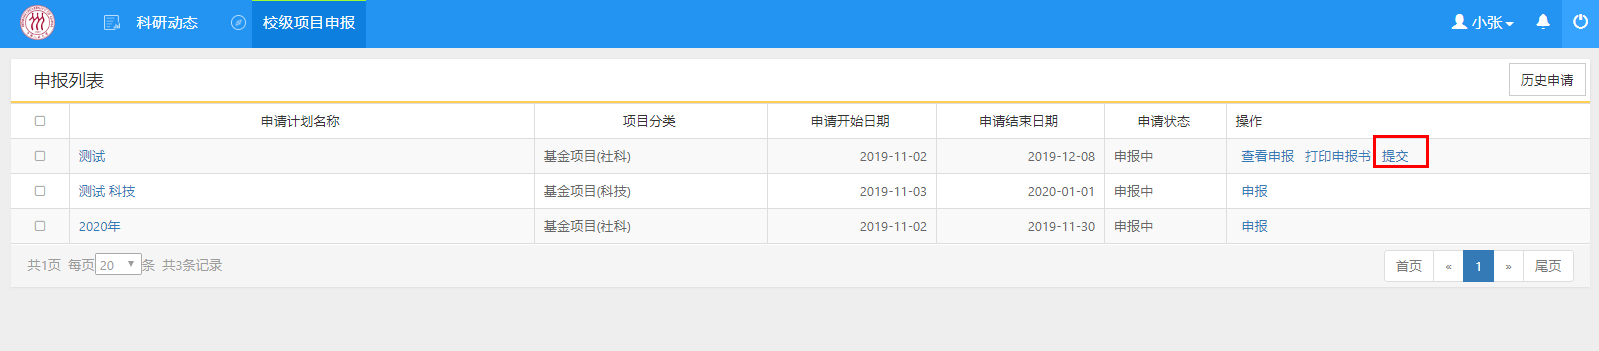 科研动态 校级项目申报 小张
申报列表 历史申请
申请计划名称 项目分类 申请开始日期 申请结束日期 申请状态 操作
测试 基金项目(社科) 2019-11-02 2019-12-08 申报中 查看申报 打印申报书 提交
测试 科技 基金项目(科技) 2019-11-03 2020-01-01 申报中 申报
2020年 基金项目(社科) 2019-11-02 2019-11-30 申报中 申报
共1页 每页 20 条 共3条记录 首页 « 1 » 尾页